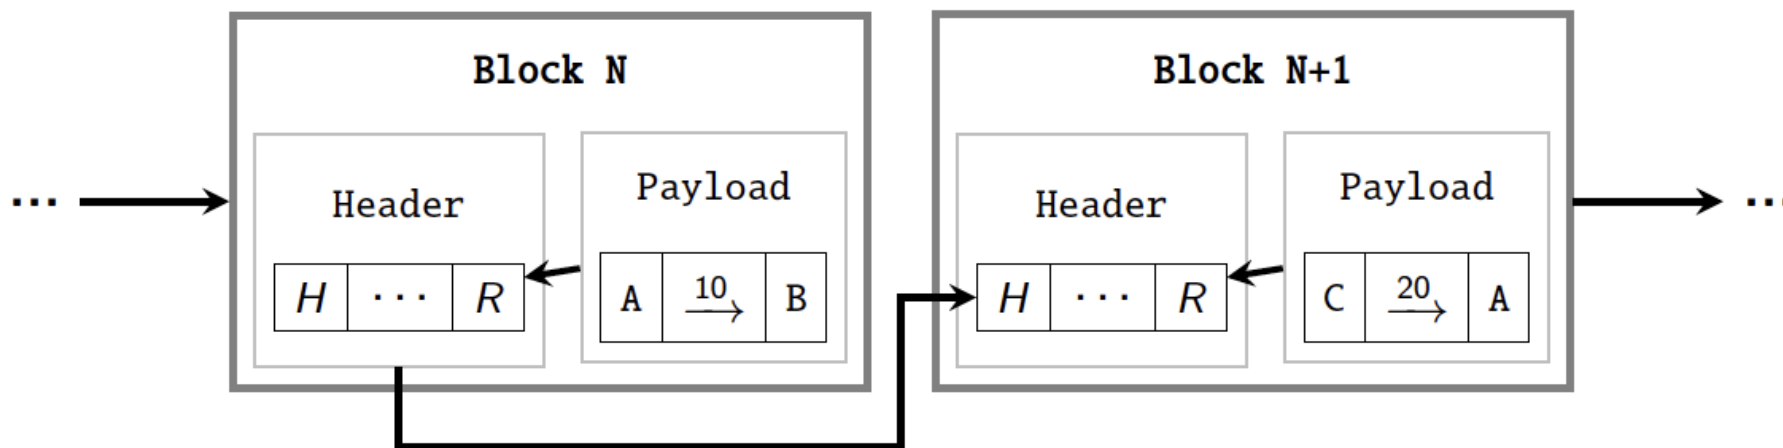 Block N
Block N+1
...
Header
Payload
Header
Payload
...
H ··· R
A 10 → B
H ··· R
C 20 → A